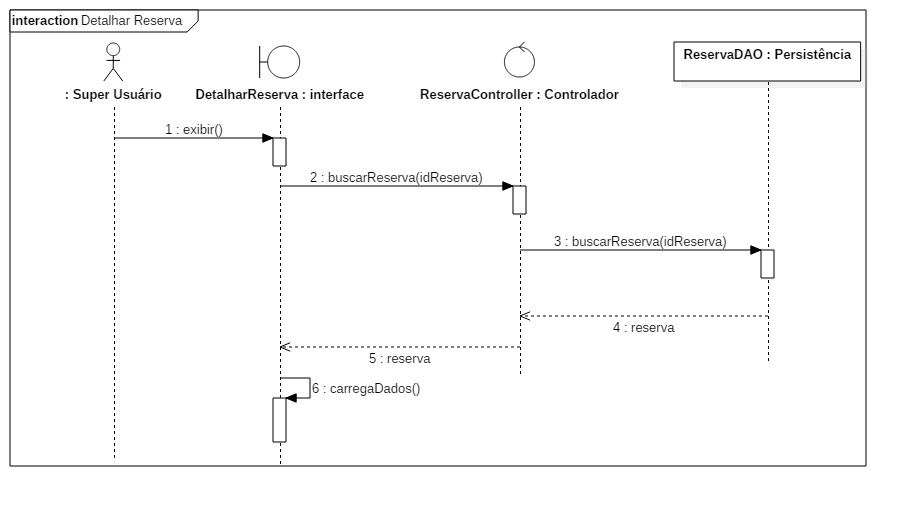 interaction Detalhar Reserva
: Super Usuário
DetalharReserva : interface
ReservaController : Controlador
ReservaDAO : Persistência
1 : exibir()
2 : buscarReserva(idReserva)
3 : buscarReserva(idReserva)
4 : reserva
5 : reserva
6 : carregaDados()